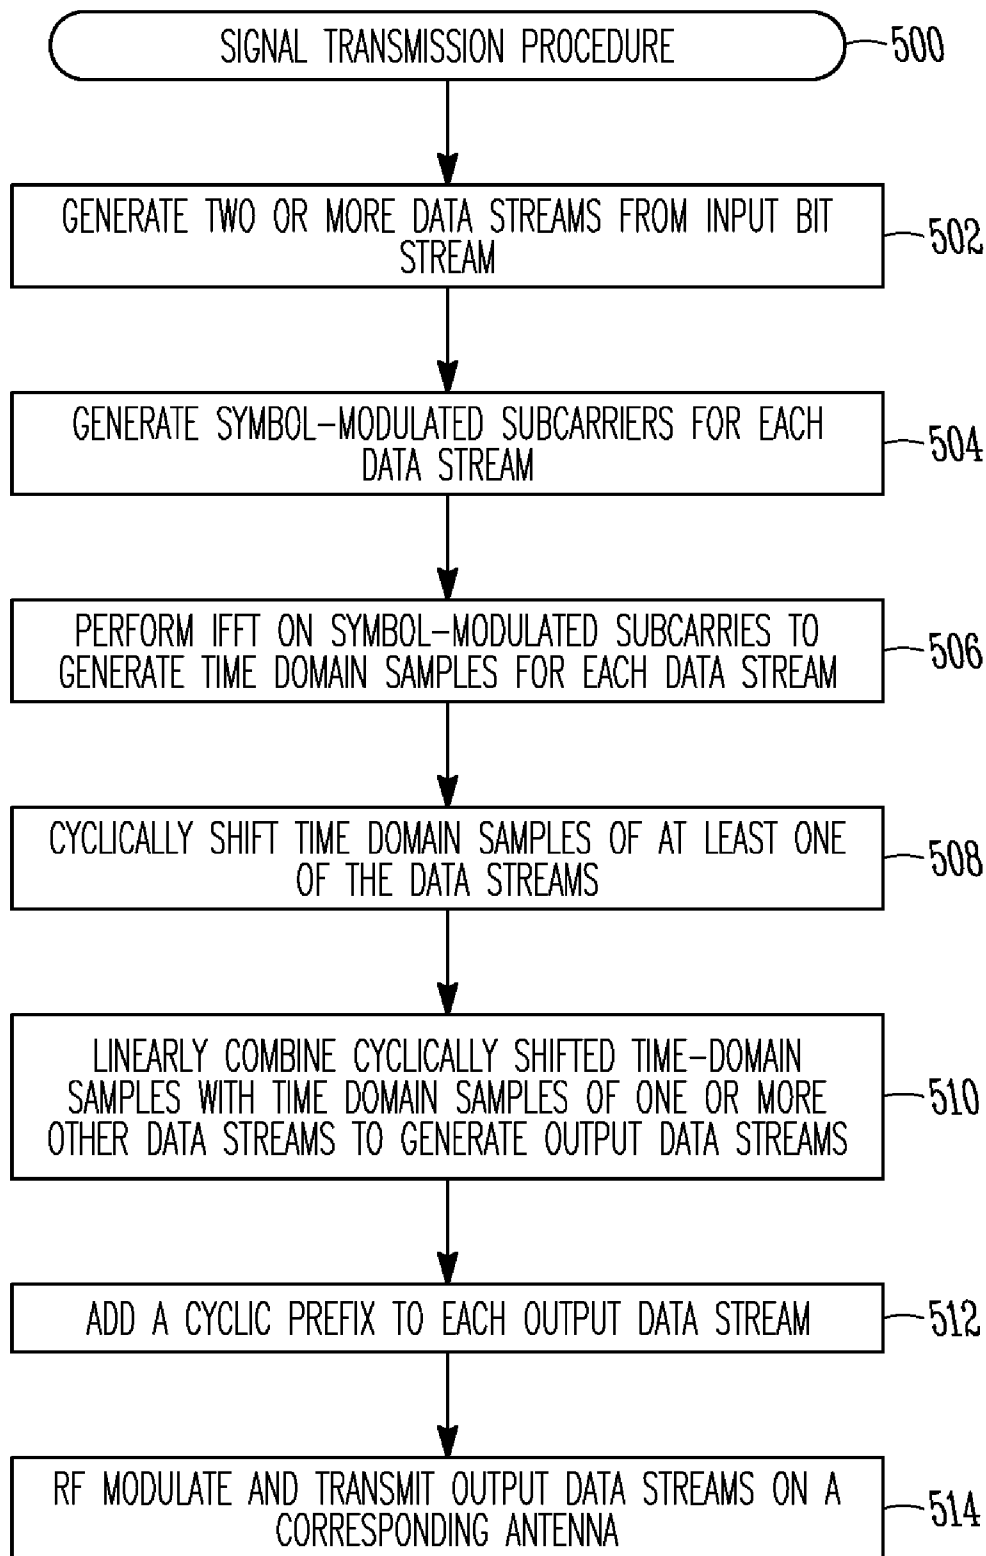 SIGNAL TRANSMISSION PROCEDURE
500
GENERATE TWO OR MORE DATA STREAMS FROM INPUT BIT
STREAM
502
GENERATE SYMBOL-MODULATED SUBCARRIERS FOR EACH
DATA STREAM
504
PERFORM IFFT ON SYMBOL-MODULATED SUBCARRIES TO
GENERATE TIME DOMAIN SAMPLES FOR EACH DATA STREAM
506
CYCLICALLY SHIFT TIME DOMAIN SAMPLES OF AT LEAST ONE
OF THE DATA STREAMS
508
LINEARLY COMBINE CYCLICALLY SHIFTED TIME-DOMAIN
SAMPLES WITH TIME DOMAIN SAMPLES OF ONE OR MORE
OTHER DATA STREAMS TO GENERATE OUTPUT DATA STREAMS
510
ADD A CYCLIC PREFIX TO EACH OUTPUT DATA STREAM
512
RF MODULATE AND TRANSMIT OUTPUT DATA STREAMS ON A
CORRESPONDING ANTENNA
514